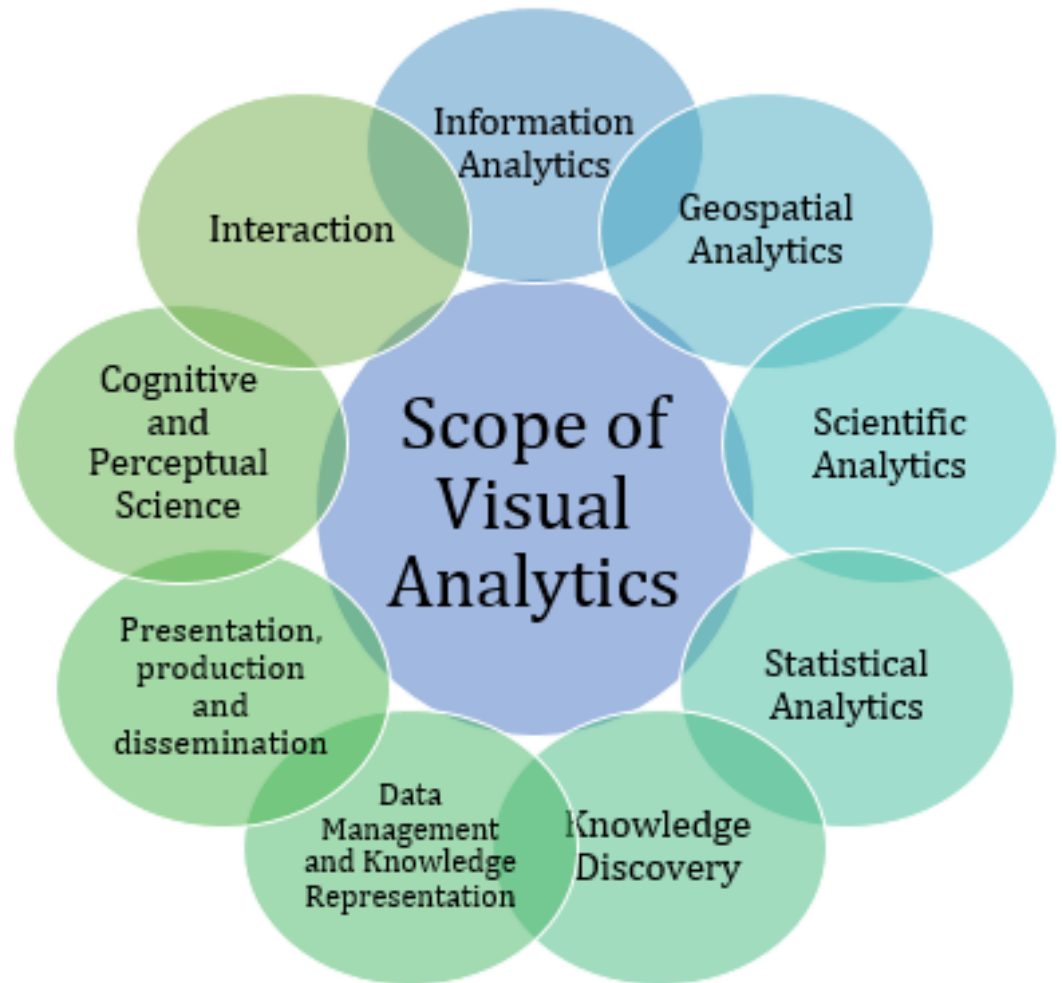 Information
Analytics
Geospatial
Analytics
Scientific
Analytics
Statistical
Analytics
Knowledge
Discovery
Data
Management
and Knowledge
Representation
Presentation,
production
and
dissemination
Cognitive
and
Perceptual
Science
Interaction
Scope of
Visual
Analytics